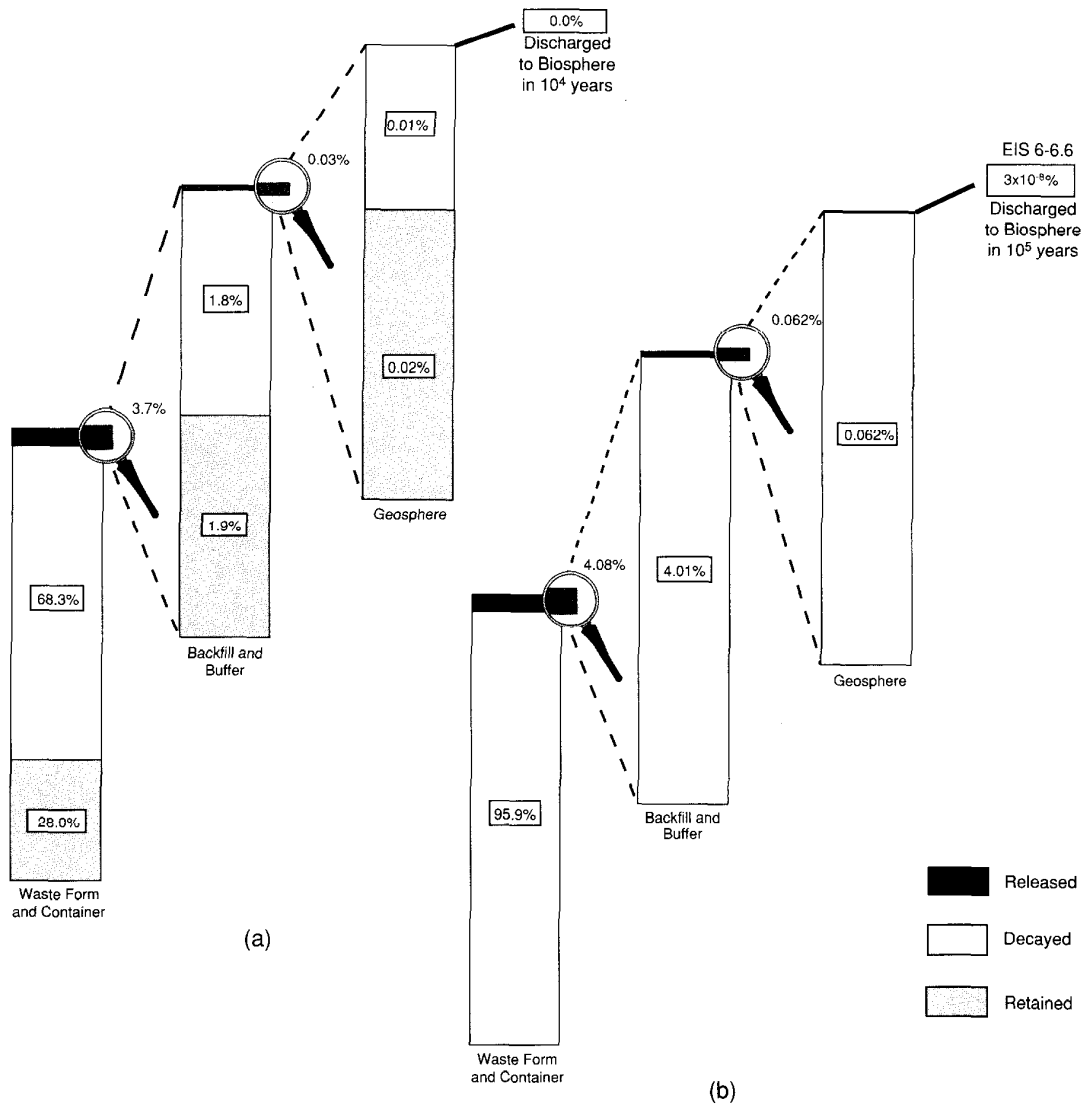 0.0%
Discharged
to Biosphere
in 10⁴ years
0.01%
0.03%
0.02%
Geosphere
1.8%
3.7%
1.9%
Backfill and
Buffer
68.3%
28.0%
Waste Form
and Container
(a)
EIS 6-6.6
3x10⁻⁸%
Discharged
to Biosphere
in 10⁵ years
0.062%
0.062%
Geosphere
4.08%
4.01%
Backfill and
Buffer
95.9%
Waste Form
and Container
(b)
Released
Decayed
Retained